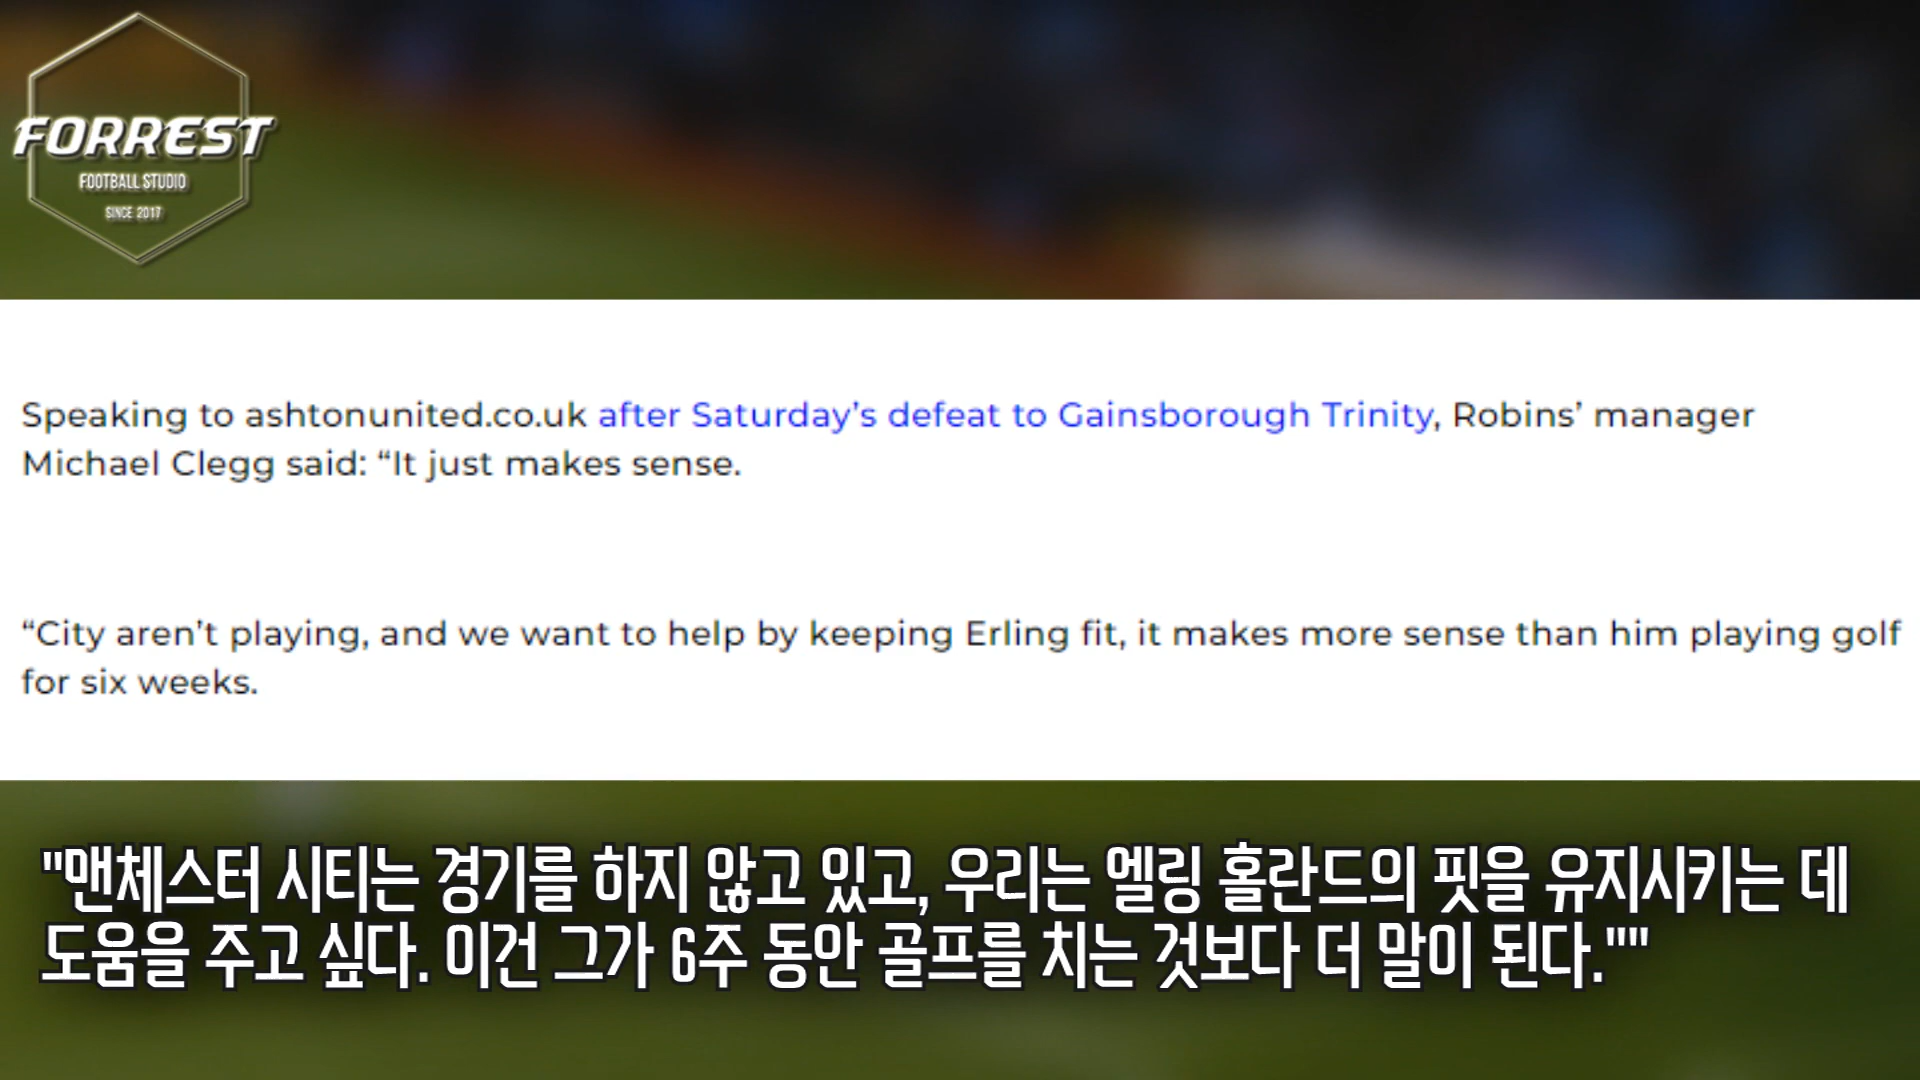 FORREST
FOOTBALL STUDIO
SINCE 2017
Speaking to ashtonunited.co.uk after Saturday’s defeat to Gainsborough Trinity, Robins’ manager
Michael Clegg said: “It just makes sense.
“City aren’t playing, and we want to help by keeping Erling fit, it makes more sense than him playing golf
for six weeks.
"맨체스터 시티는 경기를 하지 않고 있고, 우리는 엘링 홀란드의 핏을 유지시키는 데
도움을 주고 싶다. 이건 그가 6주 동안 골프를 치는 것보다 더 말이 된다.""